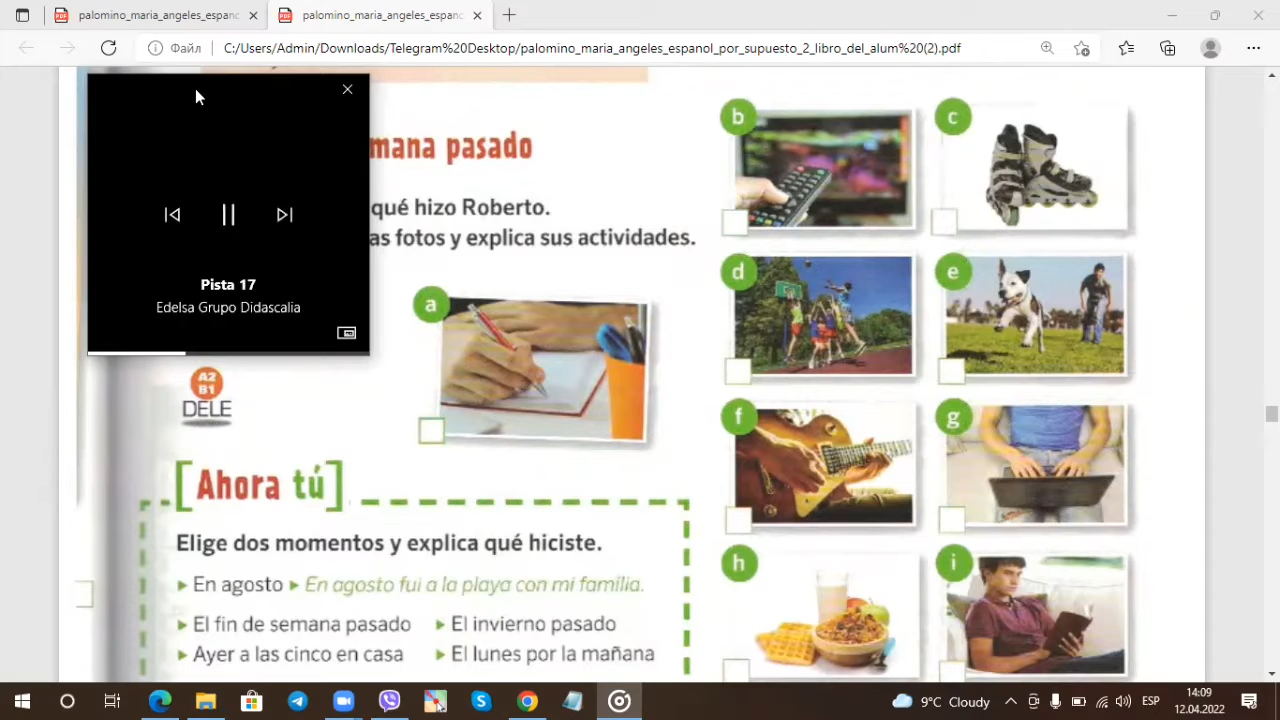 palomino_maria_angeles_espanc
palomino_maria_angeles_espanc
Файл
C:/Users/Admin/Downloads/Telegram%20Desktop/palomino_maria_angeles_espanol_por_supuesto_2_libro_del_alum%20(2).pdf
mana pasado
qué hizo Roberto.
as fotos y explica sus actividades.
Pista 17
Edelsa Grupo Didascalia
A2
B1
DELE
a
b
c
d
e
f
g
h
i
[Ahora tú]
Elige dos momentos y explica qué hiciste.
▸ En agosto ▸ En agosto fui a la playa con mi familia.
▸ El fin de semana pasado ▸ El invierno pasado
▸ Ayer a las cinco en casa ▸ El lunes por la mañana
9°C Cloudy
ESP
14:09
12.04.2022